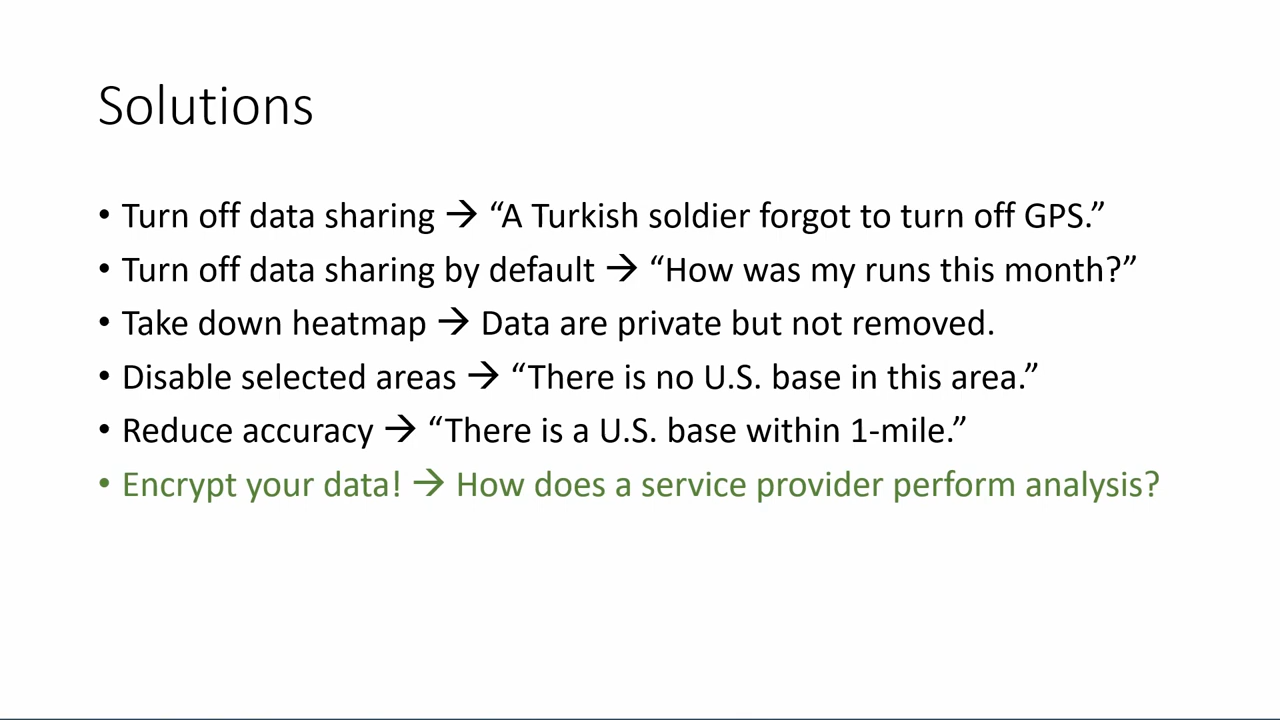 Solutions
• Turn off data sharing → “A Turkish soldier forgot to turn off GPS.”
• Turn off data sharing by default → “How was my runs this month?”
• Take down heatmap → Data are private but not removed.
• Disable selected areas → “There is no U.S. base in this area.”
• Reduce accuracy → “There is a U.S. base within 1-mile.”
• Encrypt your data! → How does a service provider perform analysis?